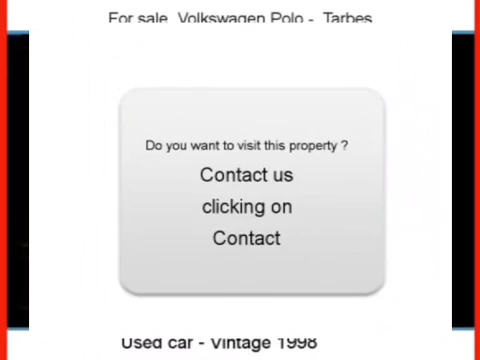 For sale Volkswagen Polo - Tarbes
Do you want to visit this property ?
Contact us
clicking on
Contact
Used car - Vintage 1998